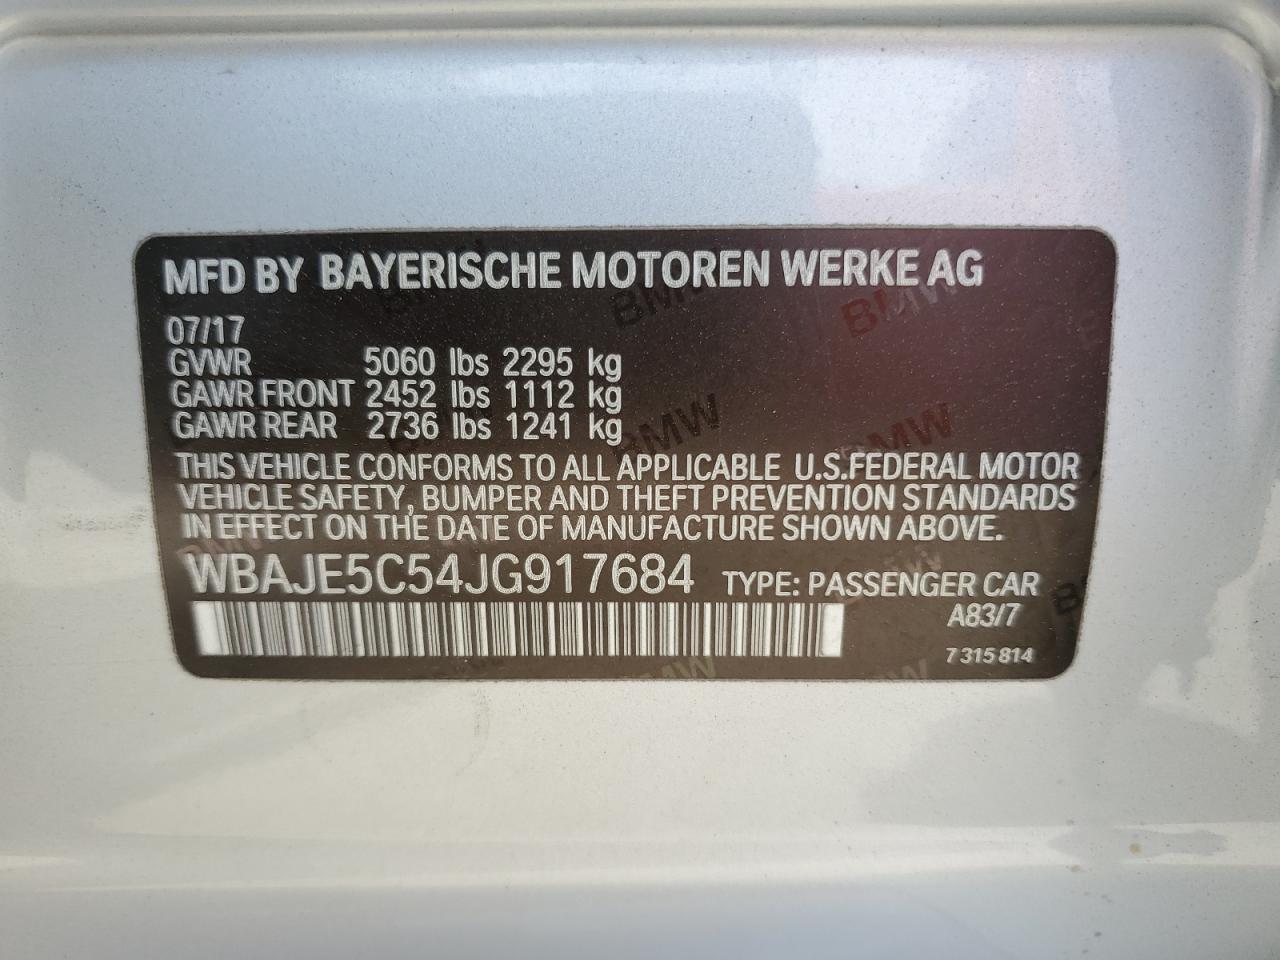 MFD BY BAYERISCHE MOTOREN WERKE AG
07/17
GVWR 5060 lbs 2295 kg
GAWR FRONT 2452 lbs 1112 kg
GAWR REAR 2736 lbs 1241 kg
THIS VEHICLE CONFORMS TO ALL APPLICABLE U.S.FEDERAL MOTOR
VEHICLE SAFETY, BUMPER AND THEFT PREVENTION STANDARDS
IN EFFECT ON THE DATE OF MANUFACTURE SHOWN ABOVE.
WBAJE5C54JG917684 TYPE: PASSENGER CAR
A83/7
7 315 814